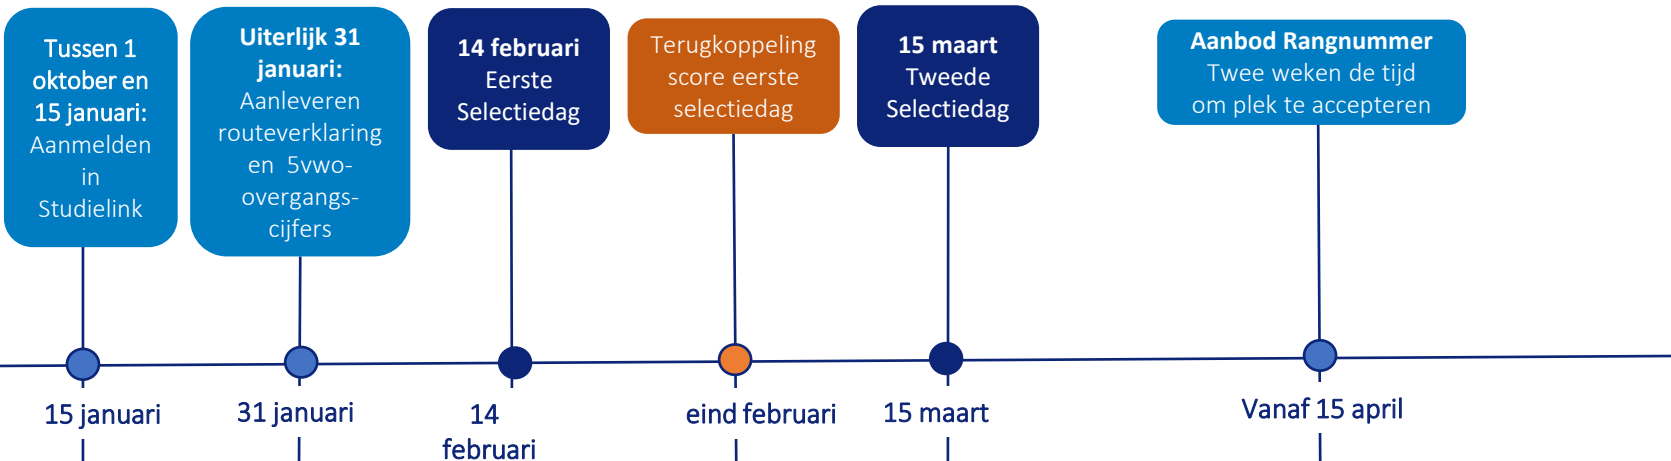 Tussen 1
oktober en
15 januari:
Aanmelden
in
Studielink
Uiterlijk 31
januari:
Aanleveren
routeverklaring
en 5vwo-
overgangs-
cijfers
14 februari
Eerste
Selectiedag
Terugkoppeling
score eerste
selectiedag
15 maart
Tweede
Selectiedag
Aanbod Rangnummer
Twee weken de tijd
om plek te accepteren
15 januari
31 januari
14
februari
eind februari
15 maart
Vanaf 15 april